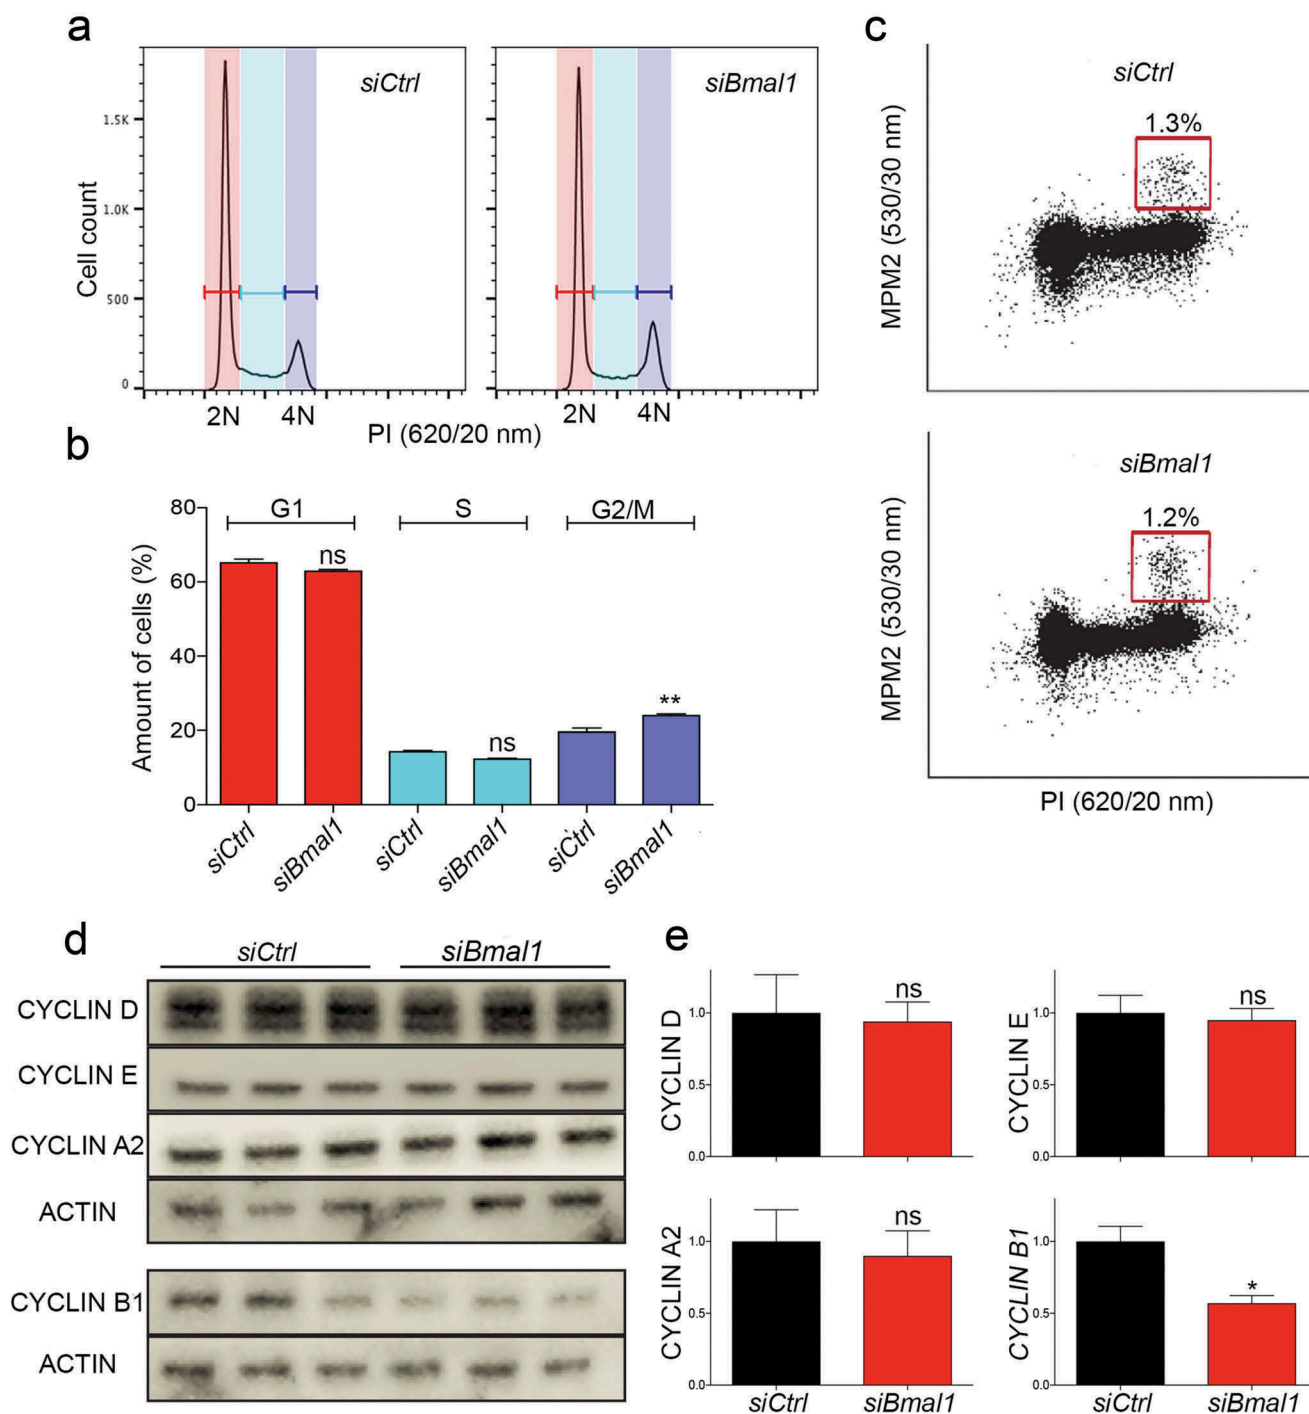 a
siCtrl
siBmal1
1.5K
1.0K
500
0
Cell count
2N
4N
2N
4N
PI (620/20 nm)
b
80
60
40
20
0
Amount of cells (%)
G1
S
G2/M
ns
ns
**
siCtrl
siBmal1
siCtrl
siBmal1
siCtrl
siBmal1
c
siCtrl
1.3%
MPM2 (530/30 nm)
siBmal1
1.2%
MPM2 (530/30 nm)
PI (620/20 nm)
d
siCtrl
siBmal1
CYCLIN D
CYCLIN E
CYCLIN A2
ACTIN
CYCLIN B1
ACTIN
e
CYCLIN D
1.0
0.5
0.0
ns
CYCLIN E
1.0
0.5
0.0
ns
CYCLIN A2
1.0
0.5
0.0
ns
siCtrl
siBmal1
CYCLIN B1
1.0
0.5
0.0
*
siCtrl
siBmal1